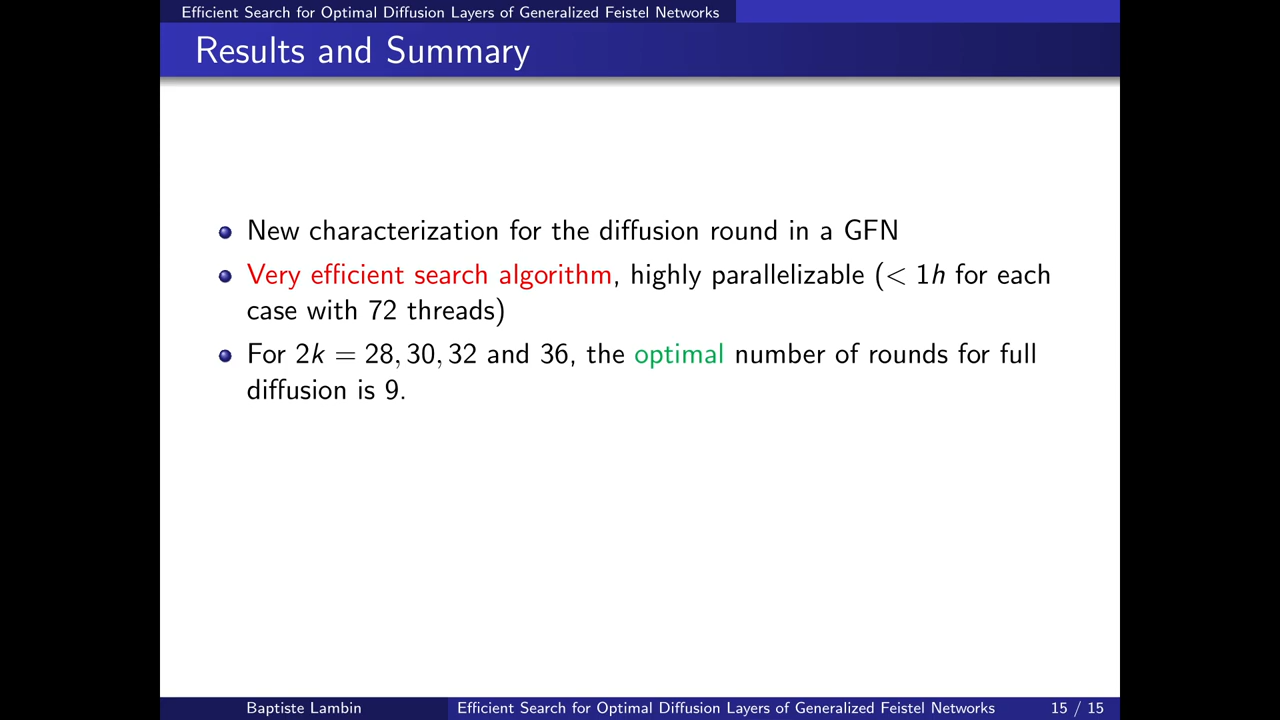 Efficient Search for Optimal Diffusion Layers of Generalized Feistel Networks
Results and Summary
New characterization for the diffusion round in a GFN
Very efficient search algorithm, highly parallelizable (< 1h for each
case with 72 threads)
For 2k = 28, 30, 32 and 36, the optimal number of rounds for full
diffusion is 9.
Baptiste Lambin Efficient Search for Optimal Diffusion Layers of Generalized Feistel Networks 15 / 15